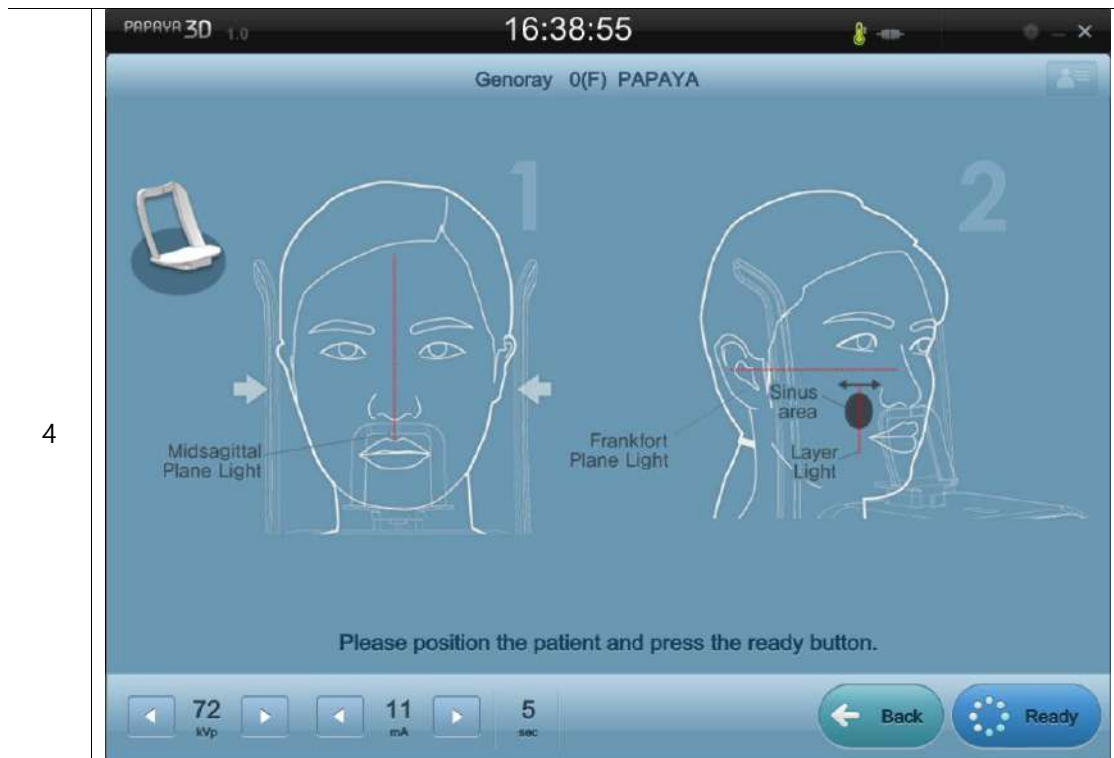 PAPAYA 3D 1.0
16:38:55
Genoray 0(F) PAPAYA
1
2
Midsagittal
Plane Light
Frankfort
Plane Light
Sinus
area
Layer
Light
4
Please position the patient and press the ready button.
72
kVp
11
mA
5
sec
Back
Ready